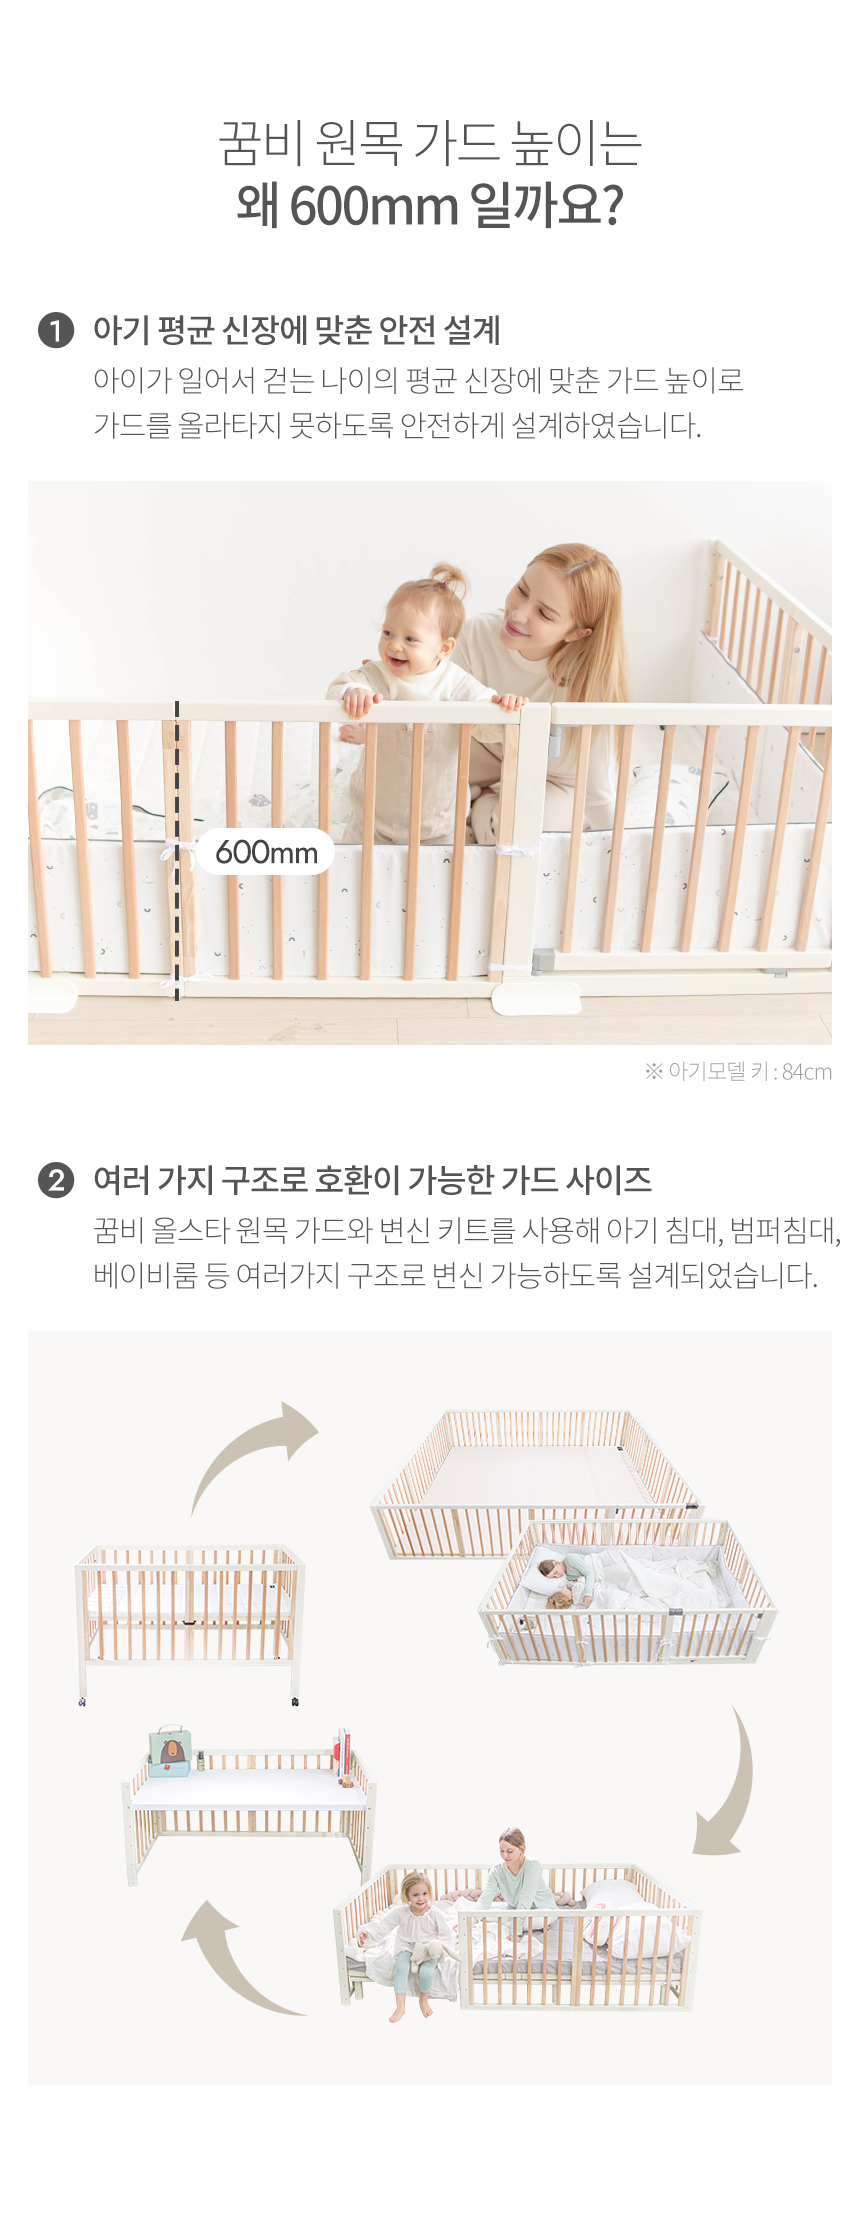 꿈비 원목 가드 높이는
왜 600mm 일까요?
1 아기 평균 신장에 맞춘 안전 설계
아이가 일어서 걷는 나이의 평균 신장에 맞춘 가드 높이로
가드를 올라타지 못하도록 안전하게 설계하였습니다.
600mm
※ 아기모델 키 : 84cm
2 여러 가지 구조로 호환이 가능한 가드 사이즈
꿈비 올스타 원목 가드와 변신 키트를 사용해 아기 침대, 범퍼침대,
베이비룸 등 여러가지 구조로 변신 가능하도록 설계되었습니다.